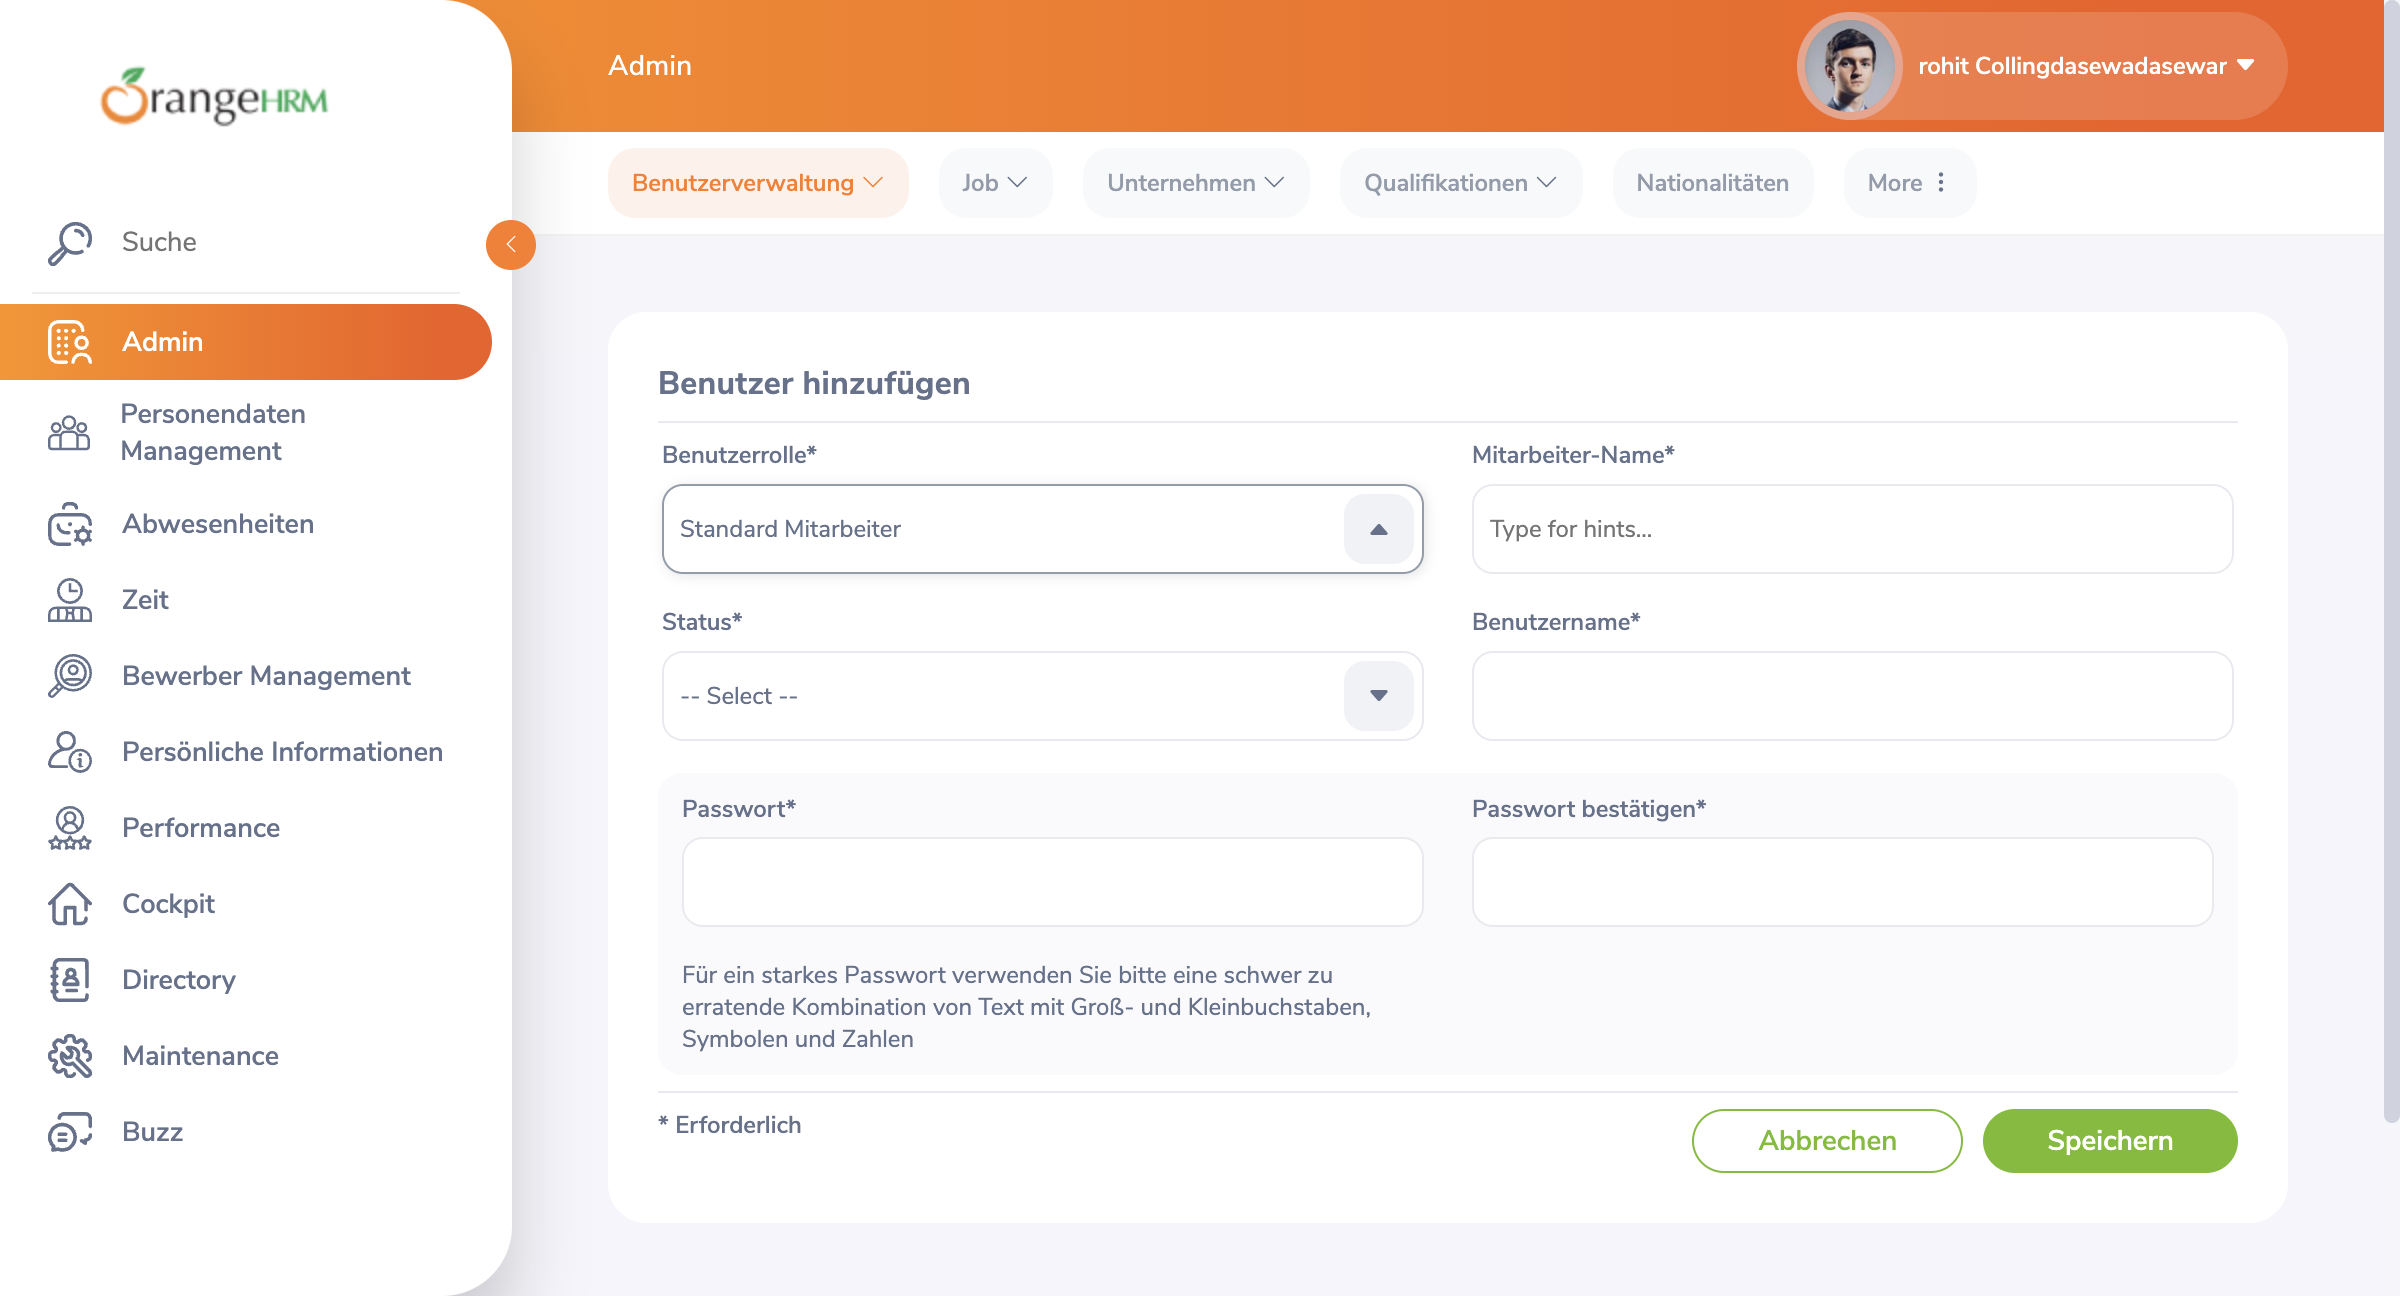 OrangeHRM
Suche
Admin
Personendaten
Management
Abwesenheiten
Zeit
Bewerber Management
Persönliche Informationen
Performance
Cockpit
Directory
Maintenance
Buzz
Admin
rohit Collingdasewadasewar
Benutzerverwaltung
Job
Unternehmen
Qualifikationen
Nationalitäten
More
Benutzer hinzufügen
Benutzerrolle*
Standard Mitarbeiter
Mitarbeiter-Name*
Type for hints...
Status*
-- Select --
Benutzername*
Passwort*
Passwort bestätigen*
Für ein starkes Passwort verwenden Sie bitte eine schwer zu
erratende Kombination von Text mit Groß- und Kleinbuchstaben,
Symbolen und Zahlen
* Erforderlich
Abbrechen
Speichern